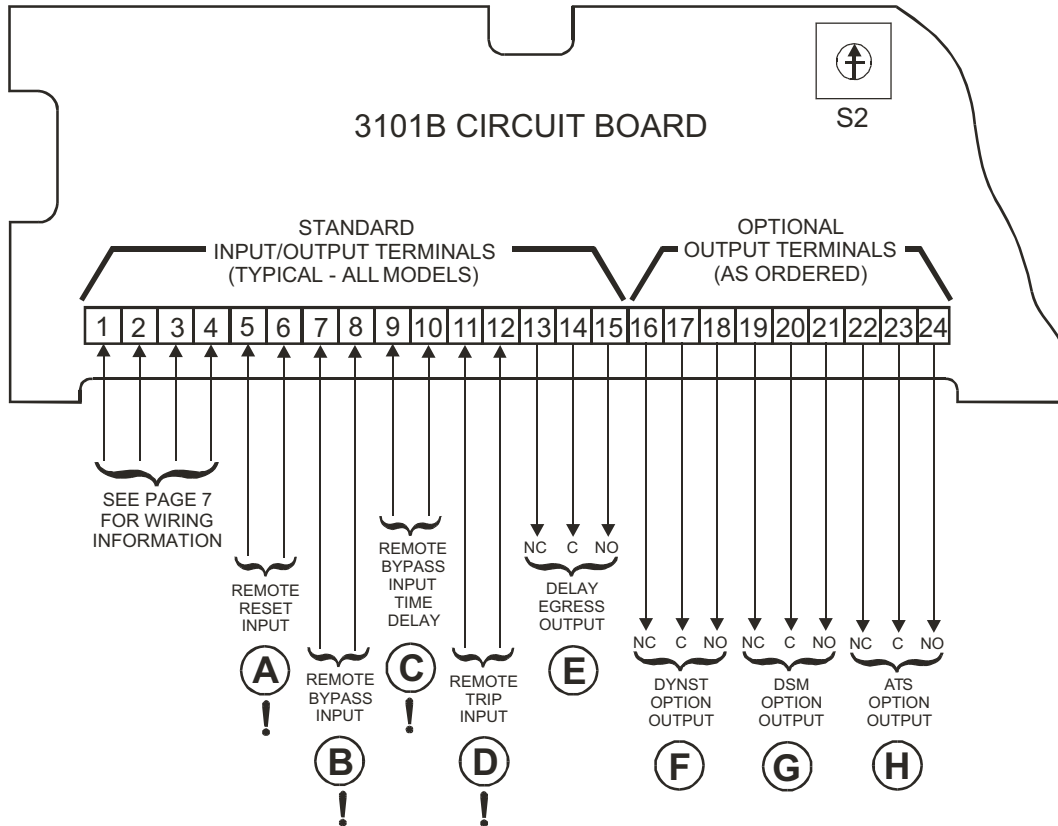 S2
3101B CIRCUIT BOARD
STANDARD
INPUT/OUTPUT TERMINALS
(TYPICAL - ALL MODELS)
OPTIONAL
OUTPUT TERMINALS
(AS ORDERED)
1 2 3 4 5 6 7 8 9 10 11 12 13 14 15 16 17 18 19 20 21 22 23 24
SEE PAGE 7
FOR WIRING
INFORMATION
REMOTE
RESET
INPUT
A
!
REMOTE
BYPASS
INPUT
B
!
REMOTE
BYPASS
INPUT
TIME
DELAY
C
!
REMOTE
TRIP
INPUT
D
!
NC C NO
DELAY
EGRESS
OUTPUT
E
NC C NO
DYNST
OPTION
OUTPUT
F
NC C NO
DSM
OPTION
OUTPUT
G
NC C NO
ATS
OPTION
OUTPUT
H